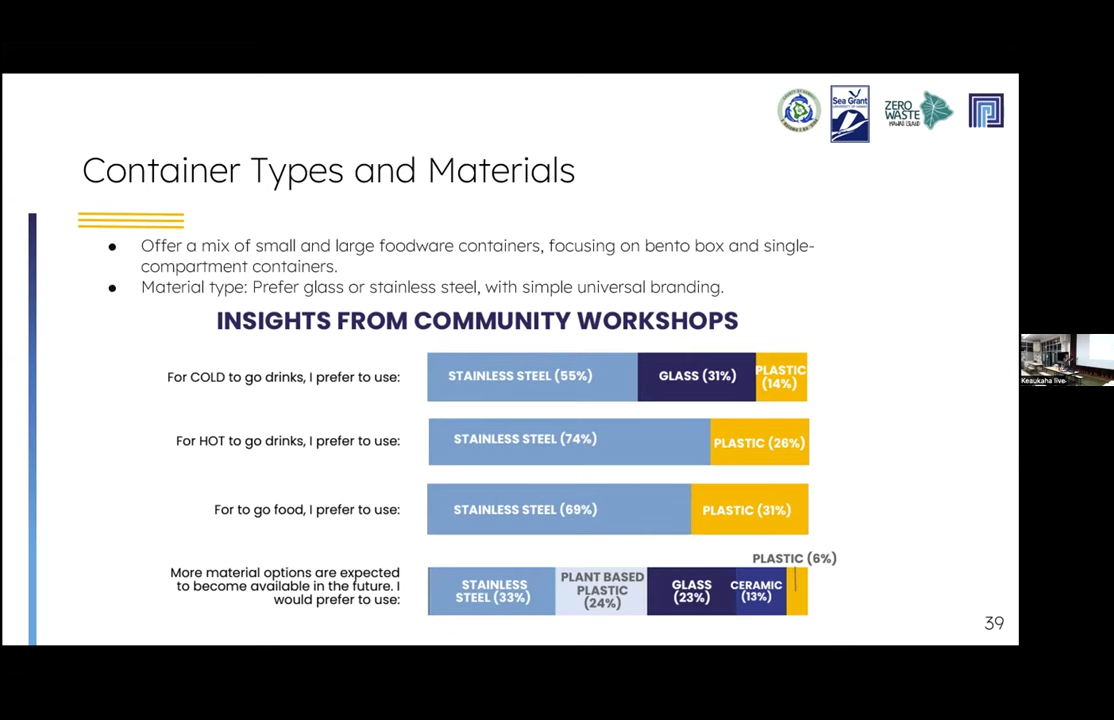 Sea Grant
ZERO
WASTE
HAWAI'I ISLAND
Container Types and Materials
● Offer a mix of small and large foodware containers, focusing on bento box and single-
compartment containers.
● Material type: Prefer glass or stainless steel, with simple universal branding.
INSIGHTS FROM COMMUNITY WORKSHOPS
For COLD to go drinks, I prefer to use:
STAINLESS STEEL (55%)
GLASS (31%)
PLASTIC
(14%)
For HOT to go drinks, I prefer to use:
STAINLESS STEEL (74%)
PLASTIC (26%)
For to go food, I prefer to use:
STAINLESS STEEL (69%)
PLASTIC (31%)
More material options are expected
to become available in the future. I
would prefer to use:
STAINLESS
STEEL (33%)
PLANT BASED
PLASTIC
(24%)
GLASS
(23%)
CERAMIC
(13%)
PLASTIC (6%)
39
Keaukaha live-